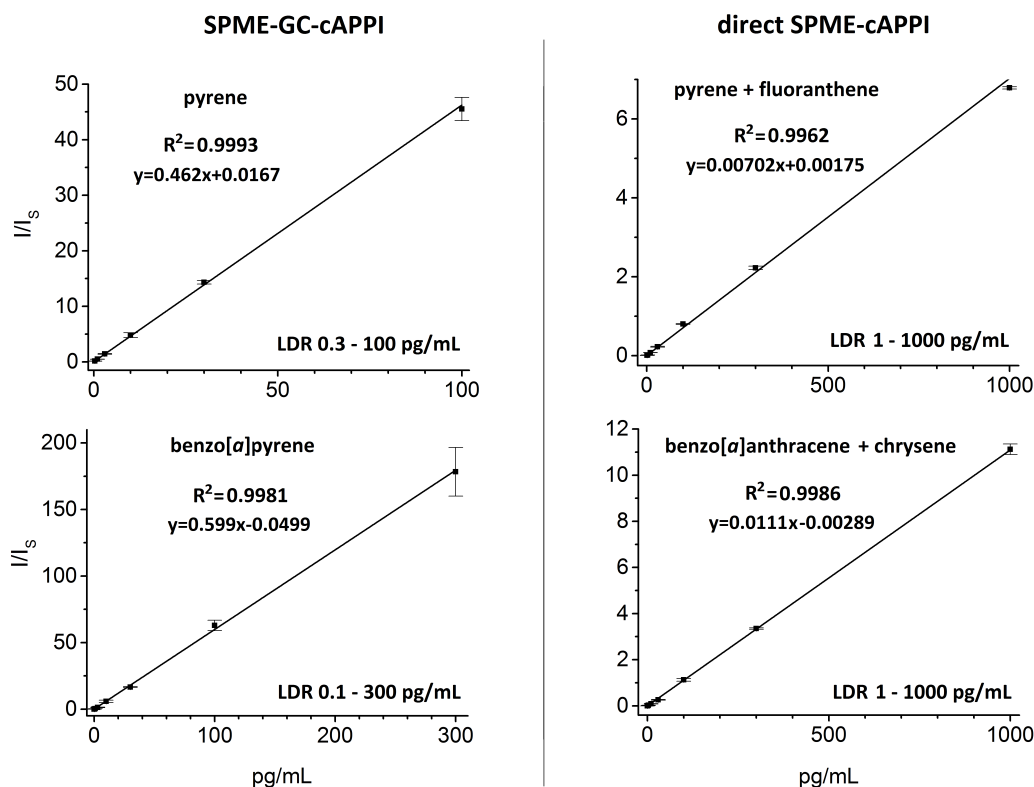 SPME-GC-cAPPI
direct SPME-cAPPI
I/I_S
50
40
30
20
10
0
pyrene
R²=0.9993
y=0.462x+0.0167
LDR 0.3 - 100 pg/mL
0
50
100
6
4
2
0
pyrene + fluoranthene
R²=0.9962
y=0.00702x+0.00175
LDR 1 - 1000 pg/mL
0
500
1000
I/I_S
200
150
100
50
0
benzo[a]pyrene
R²=0.9981
y=0.599x-0.0499
LDR 0.1 - 300 pg/mL
0
100
200
300
pg/mL
12
10
8
6
4
2
0
benzo[a]anthracene + chrysene
R²=0.9986
y=0.0111x-0.00289
LDR 1 - 1000 pg/mL
0
500
1000
pg/mL